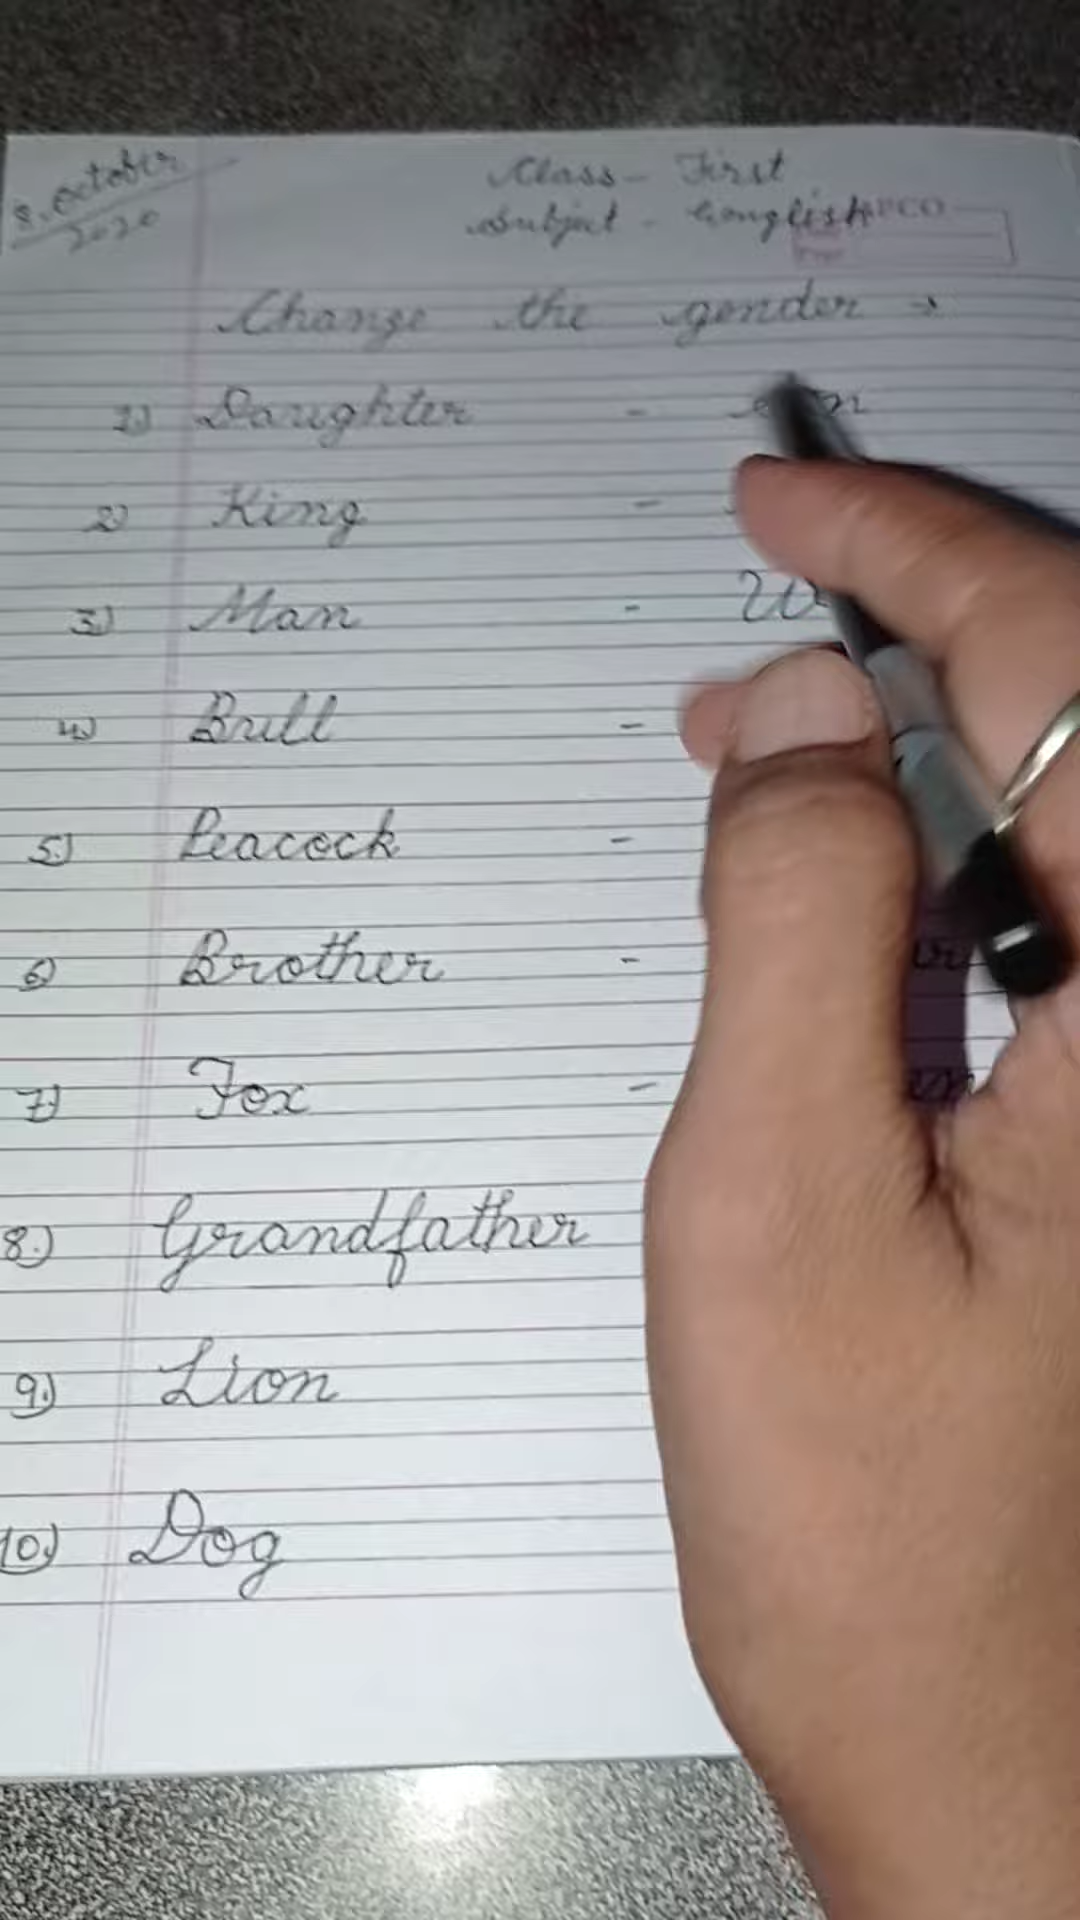 8. October
2020
Class - First
Subject - English
Change the gender →
1) Daughter -
2) King -
3) Man -
4) Bull -
5) Peacock -
6) Brother -
7) Fox -
8.) Grandfather
9.) Lion
10.) Dog